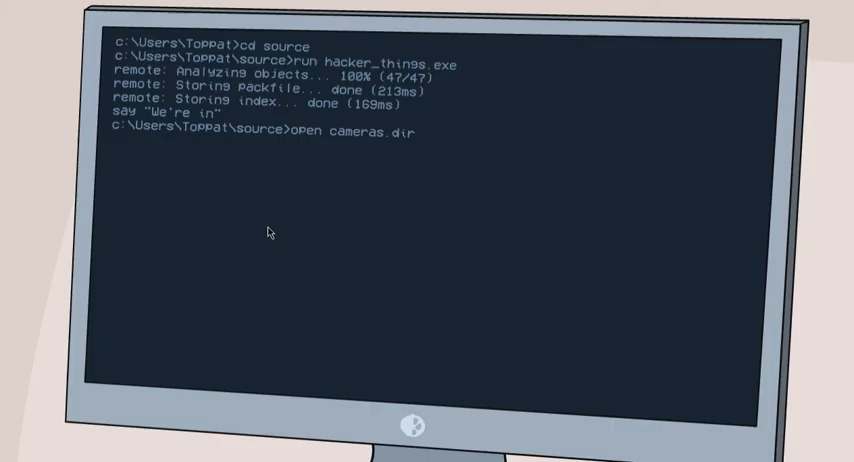 c:\Users\Toppat>cd source
c:\Users\Toppat\source>run hacker_things.exe
remote: Analyzing objects... 100% (47/47)
remote: Storing packfile... done (213ms)
remote: Storing index... done (169ms)
say "We're in"
c:\Users\Toppat\source>open cameras.dir